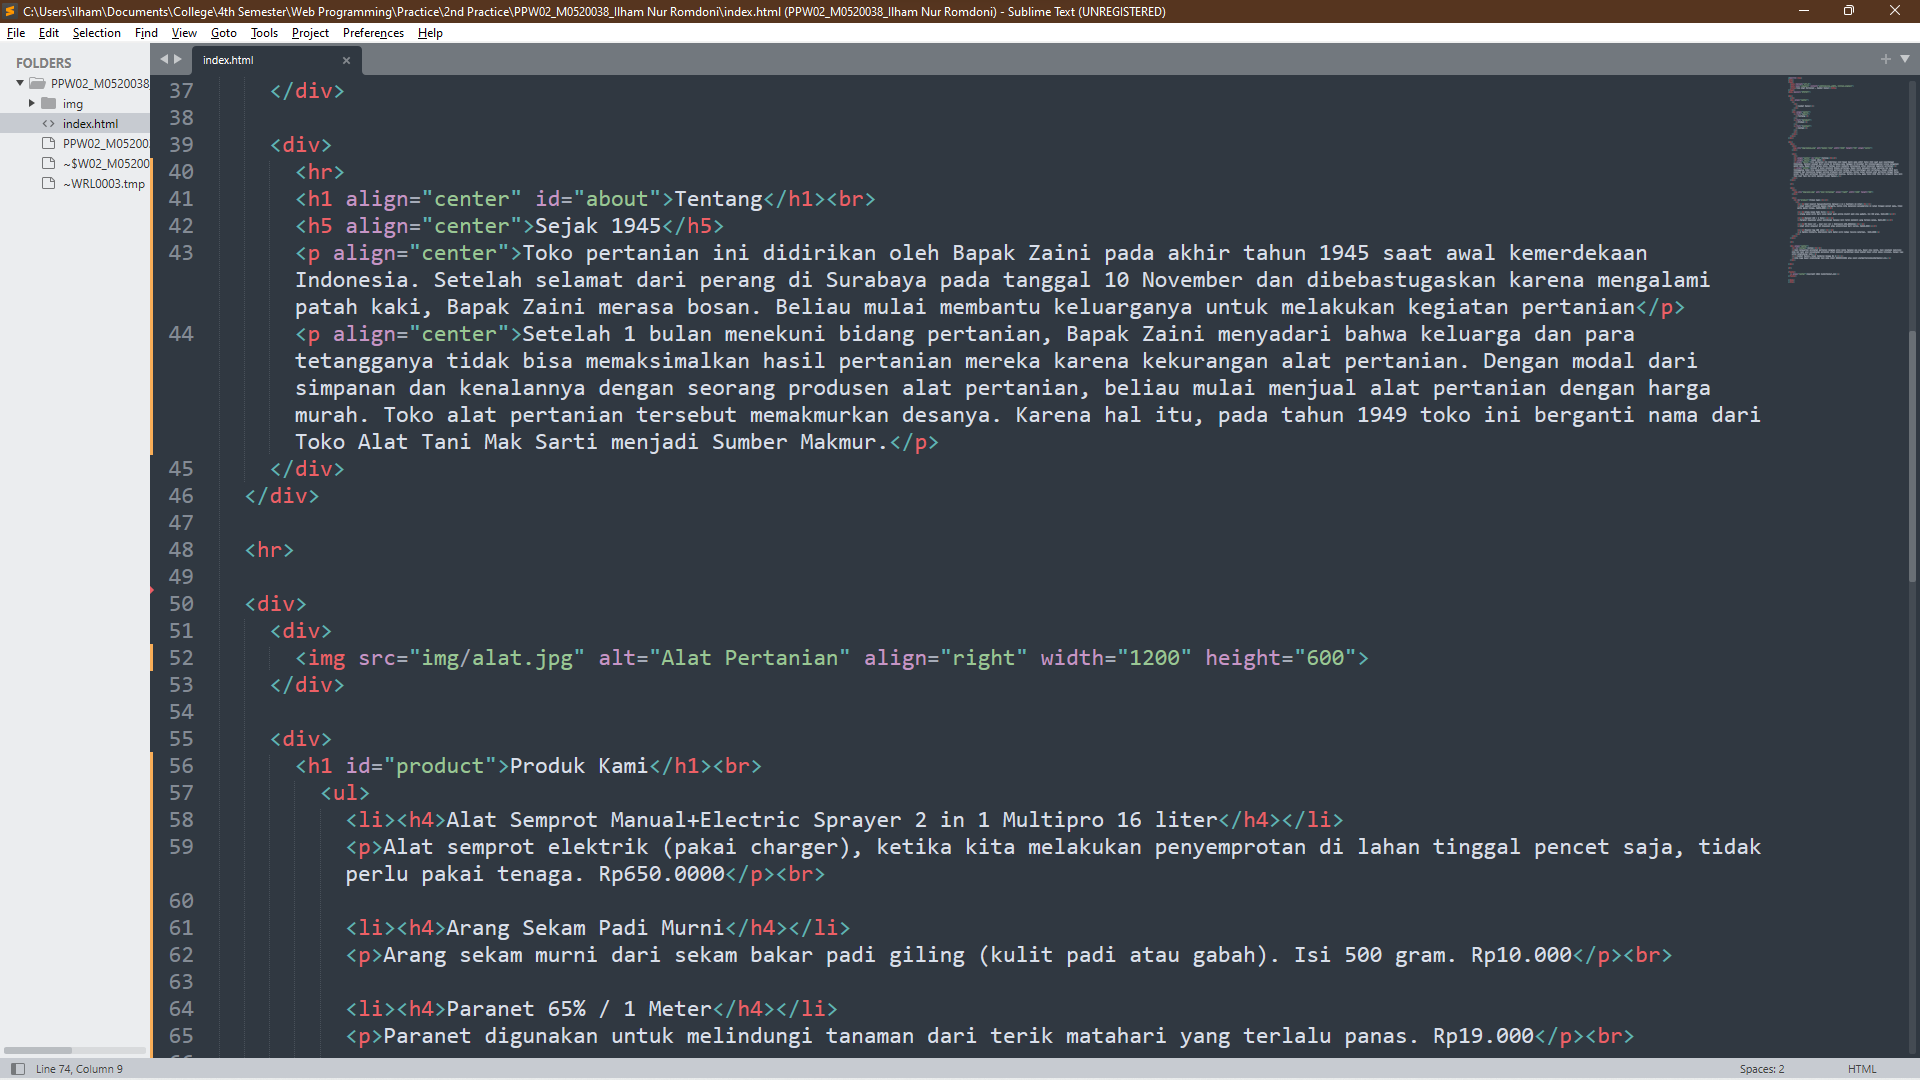 C:\Users\ilham\Documents\College\4th Semester\Web Programming\Practice\2nd Practice\PPW02_M0520038_Ilham Nur Romdoni\index.html (PPW02_M0520038_Ilham Nur Romdoni) - Sublime Text (UNREGISTERED)
File Edit Selection Find View Goto Tools Project Preferences Help
FOLDERS
PPW02_M0520038
img
index.html
PPW02_M05200
~$W02_M05200
~WRL0003.tmp
index.html
37 </div>
38
39 <div>
40 <hr>
41 <h1 align="center" id="about">Tentang</h1><br>
42 <h5 align="center">Sejak 1945</h5>
43 <p align="center">Toko pertanian ini didirikan oleh Bapak Zaini pada akhir tahun 1945 saat awal kemerdekaan
Indonesia. Setelah selamat dari perang di Surabaya pada tanggal 10 November dan dibebastugaskan karena mengalami
patah kaki, Bapak Zaini merasa bosan. Beliau mulai membantu keluarganya untuk melakukan kegiatan pertanian</p>
44 <p align="center">Setelah 1 bulan menekuni bidang pertanian, Bapak Zaini menyadari bahwa keluarga dan para
tetangganya tidak bisa memaksimalkan hasil pertanian mereka karena kekurangan alat pertanian. Dengan modal dari
simpanan dan kenalannya dengan seorang produsen alat pertanian, beliau mulai menjual alat pertanian dengan harga
murah. Toko alat pertanian tersebut memakmurkan desanya. Karena hal itu, pada tahun 1949 toko ini berganti nama dari
Toko Alat Tani Mak Sarti menjadi Sumber Makmur.</p>
45 </div>
46 </div>
47
48 <hr>
49
50 <div>
51 <div>
52 <img src="img/alat.jpg" alt="Alat Pertanian" align="right" width="1200" height="600">
53 </div>
54
55 <div>
56 <h1 id="product">Produk Kami</h1><br>
57 <ul>
58 <li><h4>Alat Semprot Manual+Electric Sprayer 2 in 1 Multipro 16 liter</h4></li>
59 <p>Alat semprot elektrik (pakai charger), ketika kita melakukan penyemprotan di lahan tinggal pencet saja, tidak
perlu pakai tenaga. Rp650.0000</p><br>
60
61 <li><h4>Arang Sekam Padi Murni</h4></li>
62 <p>Arang sekam murni dari sekam bakar padi giling (kulit padi atau gabah). Isi 500 gram. Rp10.000</p><br>
63
64 <li><h4>Paranet 65% / 1 Meter</h4></li>
65 <p>Paranet digunakan untuk melindungi tanaman dari terik matahari yang terlalu panas. Rp19.000</p><br>
Line 74, Column 9
Spaces: 2
HTML